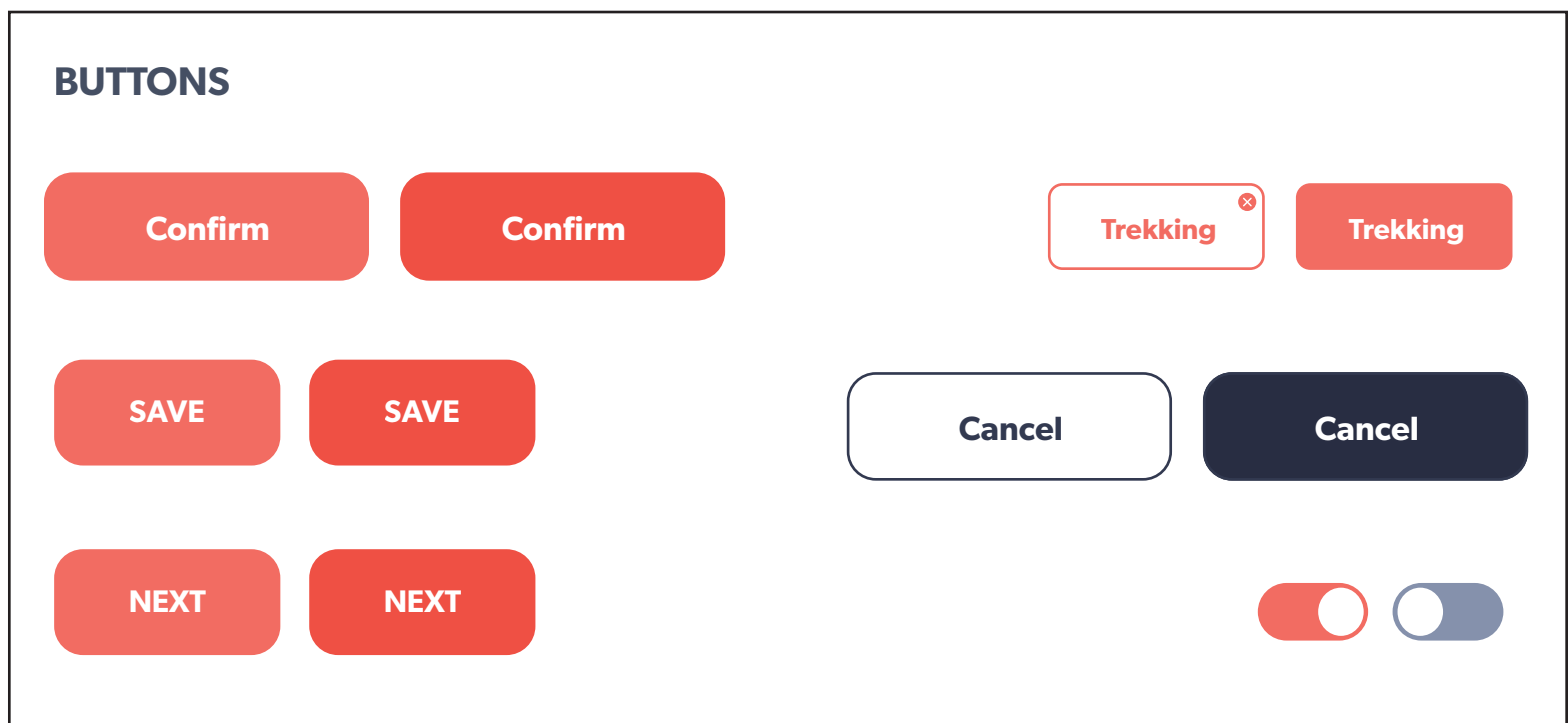 BUTTONS
Confirm Confirm Trekking Trekking
SAVE SAVE
Cancel Cancel
NEXT NEXT